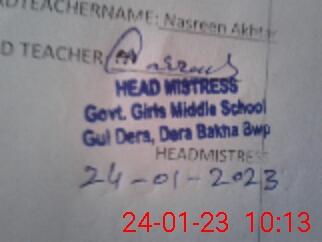 ADTEACHERNAME: Nasreen Akhtar
D TEACHER
HEAD MISTRESS
Govt. Girls Middle School
Gul Dera, Dera Bakha Bwp
HEADMISTRESS
24-01-2023
24-01-23 10:13